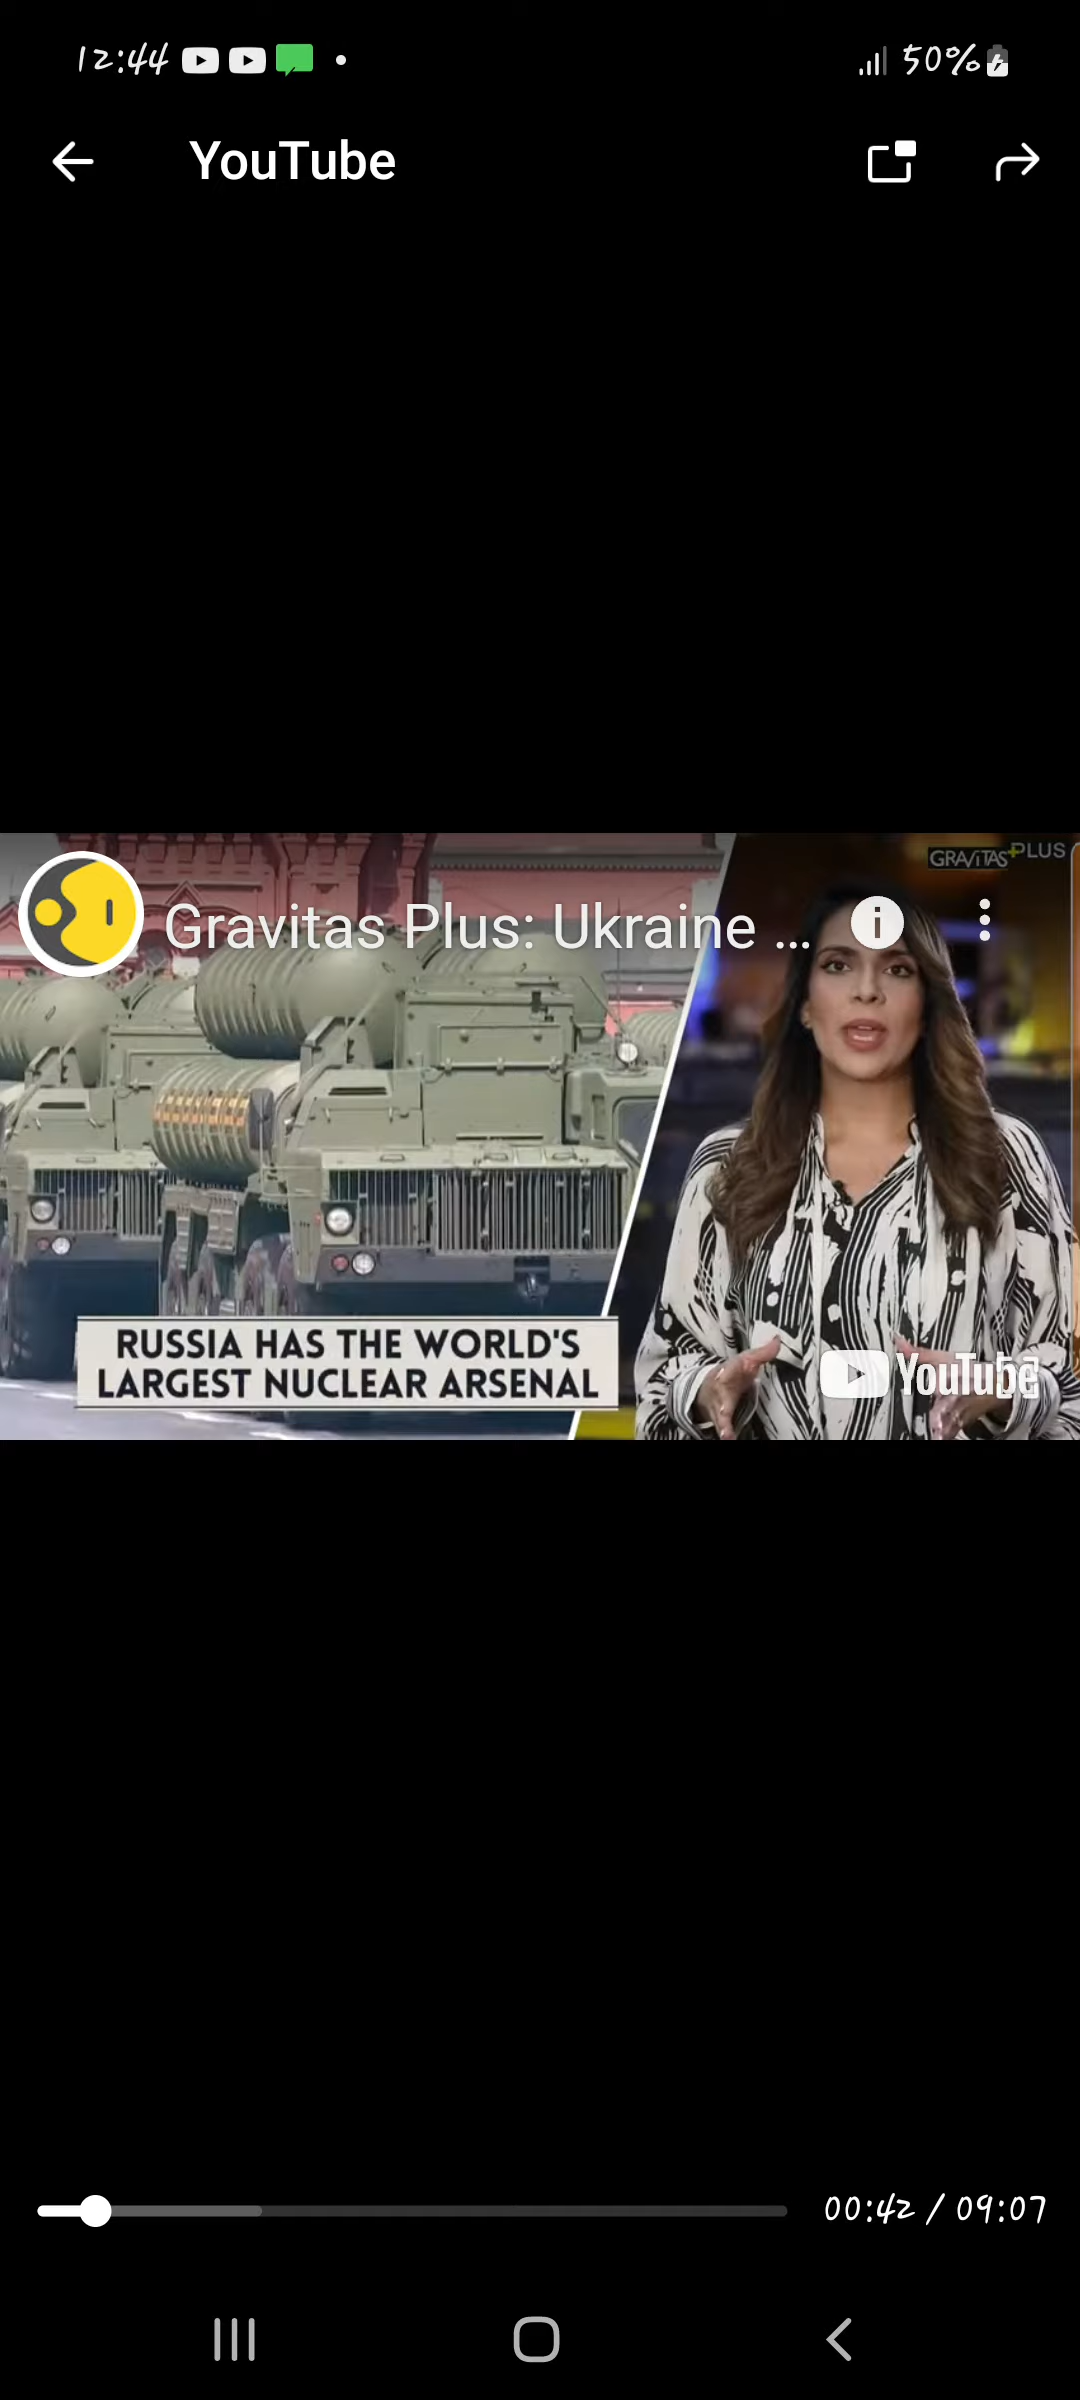 12:44
50%
YouTube
GRAVITAS PLUS
Gravitas Plus: Ukraine ...
RUSSIA HAS THE WORLD'S
LARGEST NUCLEAR ARSENAL
YouTube
00:42 / 09:07